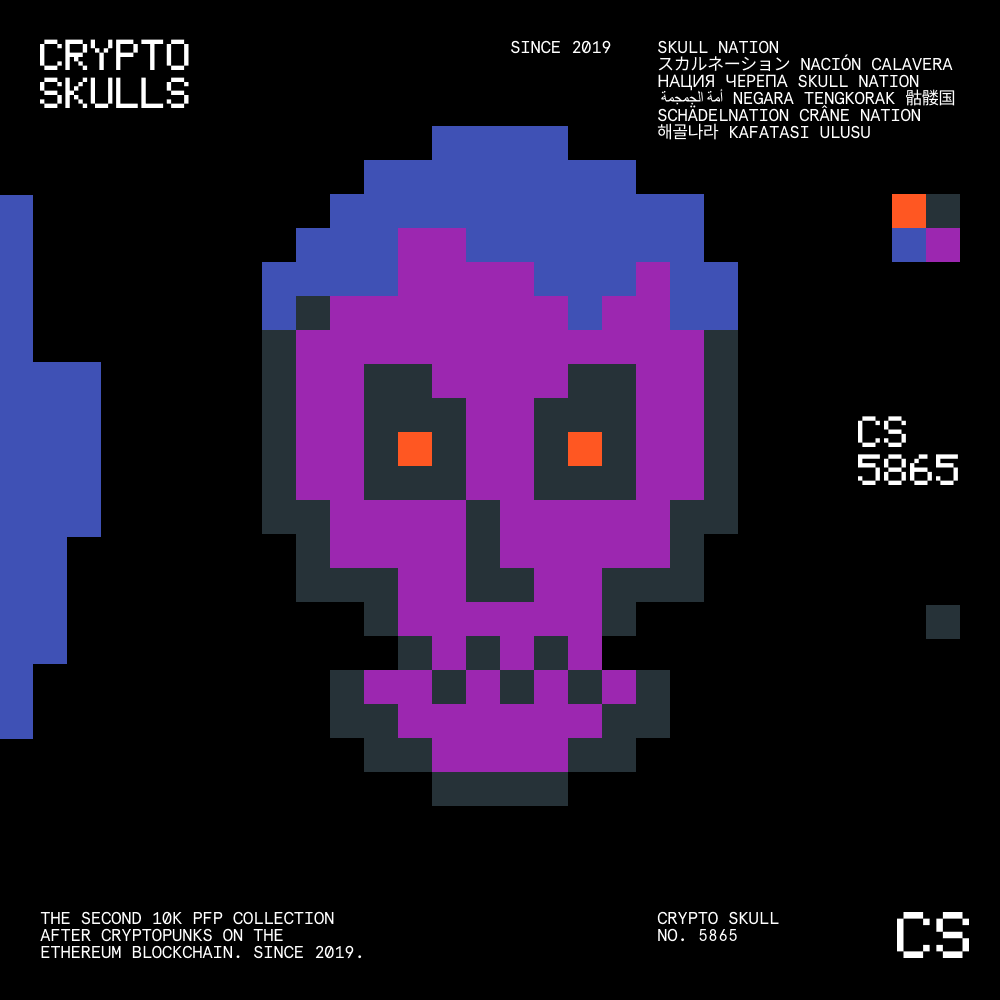 CRYPTO
SKULLS
SINCE 2019
SKULL NATION
スカルネーション NACIÓN CALAVERA
НАЦИЯ ЧЕРЕПА SKULL NATION
أمة الجمجمة NEGARA TENGKORAK 骷髅国
SCHÄDELNATION CRÂNE NATION
해골나라 KAFATASI ULUSU
CS
5865
THE SECOND 10K PFP COLLECTION
AFTER CRYPTOPUNKS ON THE
ETHEREUM BLOCKCHAIN. SINCE 2019.
CRYPTO SKULL
NO. 5865
CS